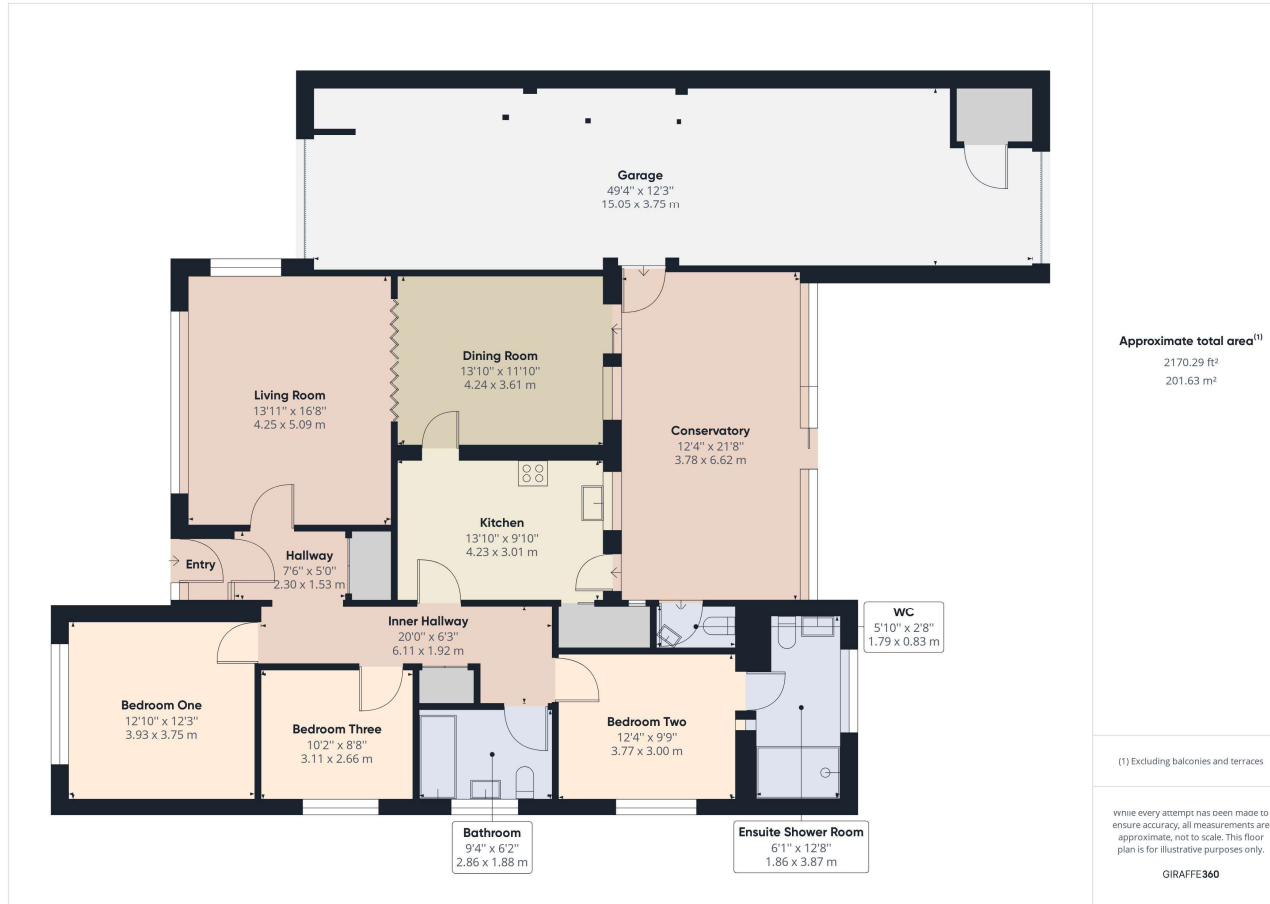 Garage
49'4" x 12'3"
15.05 x 3.75 m
Dining Room
13'10" x 11'10"
4.24 x 3.61 m
Living Room
13'11" x 16'8"
4.25 x 5.09 m
Conservatory
12'4" x 21'8"
3.78 x 6.62 m
Kitchen
13'10" x 9'10"
4.23 x 3.01 m
Entry
Hallway
7'6" x 5'0"
2.30 x 1.53 m
Inner Hallway
20'0" x 6'3"
6.11 x 1.92 m
WC
5'10" x 2'8"
1.79 x 0.83 m
Bedroom One
12'10" x 12'3"
3.93 x 3.75 m
Bedroom Three
10'2" x 8'8"
3.11 x 2.66 m
Bedroom Two
12'4" x 9'9"
3.77 x 3.00 m
Bathroom
9'4" x 6'2"
2.86 x 1.88 m
Ensuite Shower Room
6'1" x 12'8"
1.86 x 3.87 m
Approximate total area(1)
2170.29 ft²
201.63 m²
(1) Excluding balconies and terraces
While every attempt has been made to
ensure accuracy, all measurements are
approximate, not to scale. This floor
plan is for illustrative purposes only.
GIRAFFE360